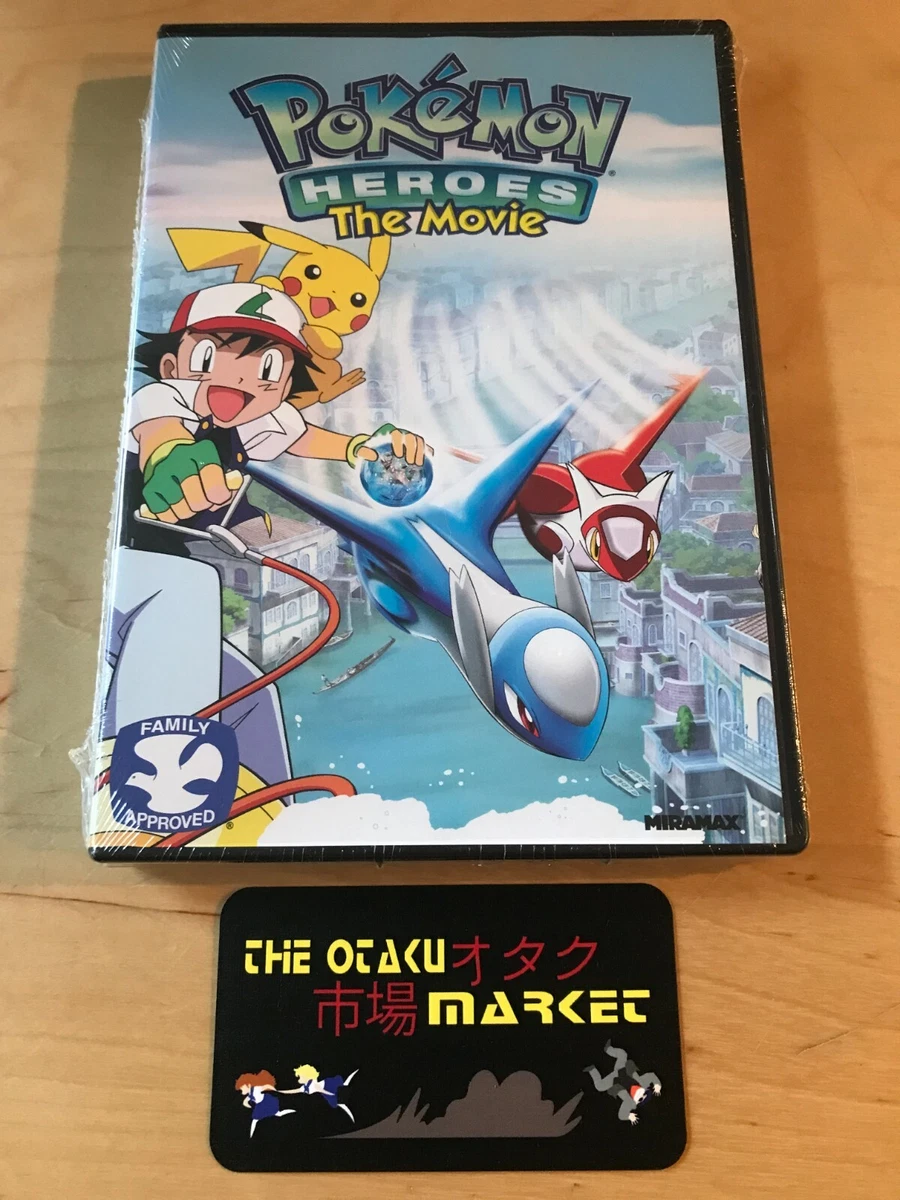 POKéMON®
HEROES
The Movie
FAMILY
APPROVED®
MIRAMAX
THE OTAKU オタク
市場 MARKET